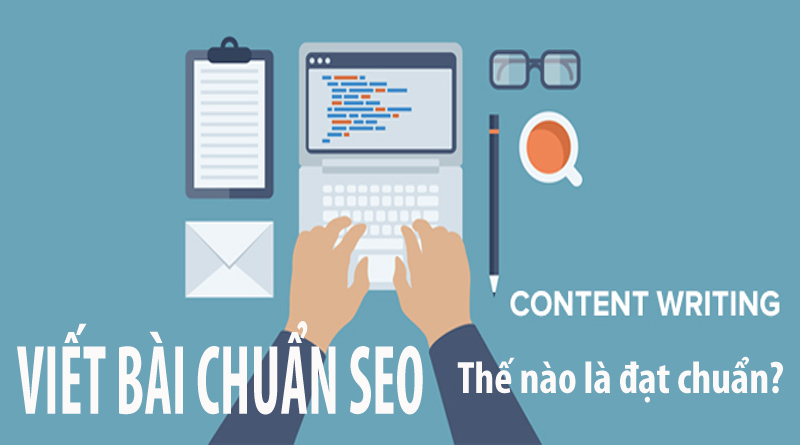 CONTENT WRITING
VIẾT BÀI CHUẨN SEO
Thế nào là đạt chuẩn?